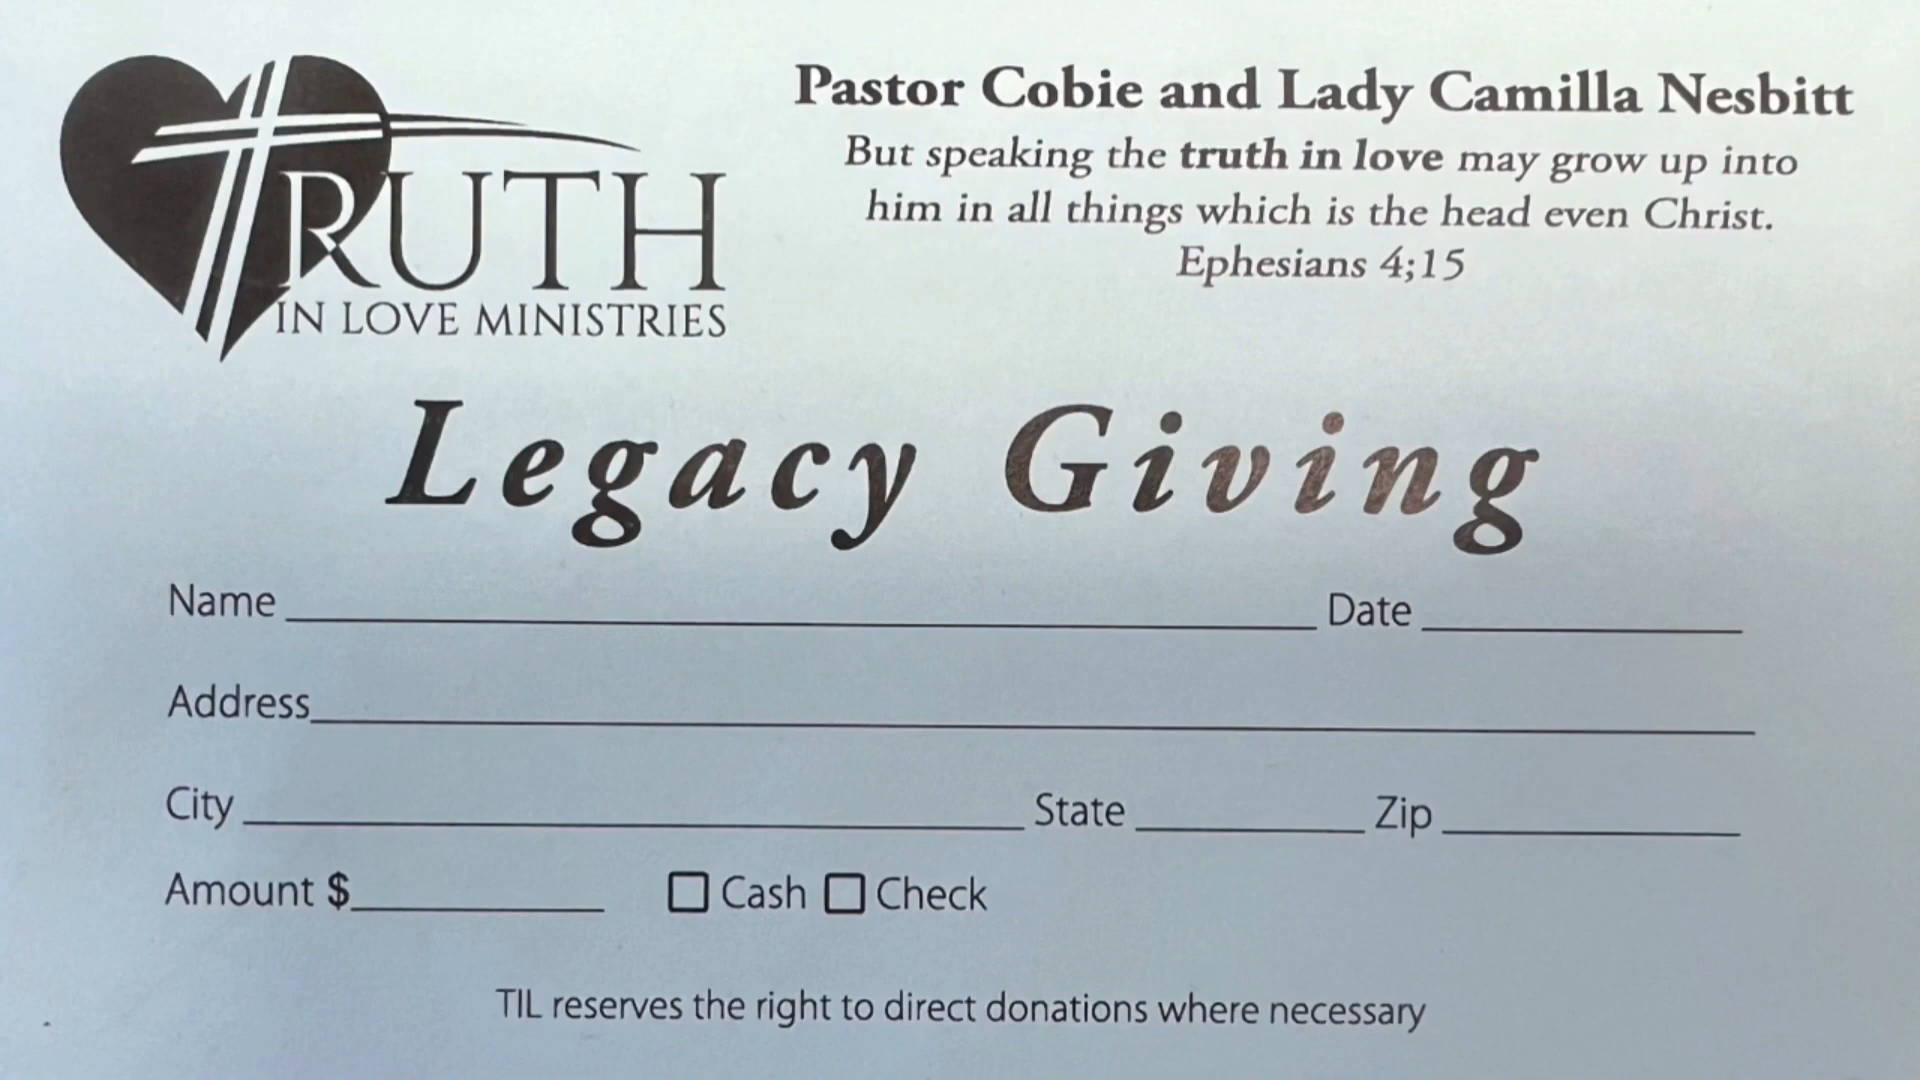 TRUTH
IN LOVE MINISTRIES
Pastor Cobie and Lady Camilla Nesbitt
But speaking the truth in love may grow up into
him in all things which is the head even Christ.
Ephesians 4;15
Legacy Giving
Name Date
Address
City State Zip
Amount $ Cash Check
TIL reserves the right to direct donations where necessary